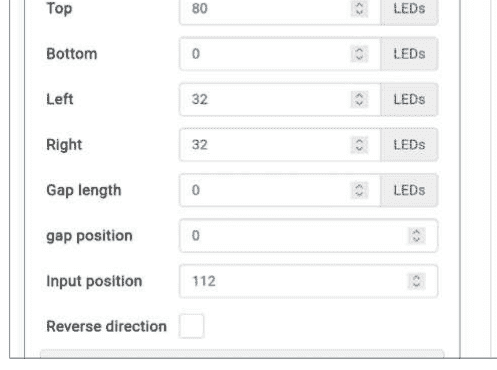 Top 80 LEDs
Bottom 0 LEDs
Left 32 LEDs
Right 32 LEDs
Gap length 0 LEDs
gap position 0
Input position 112
Reverse direction